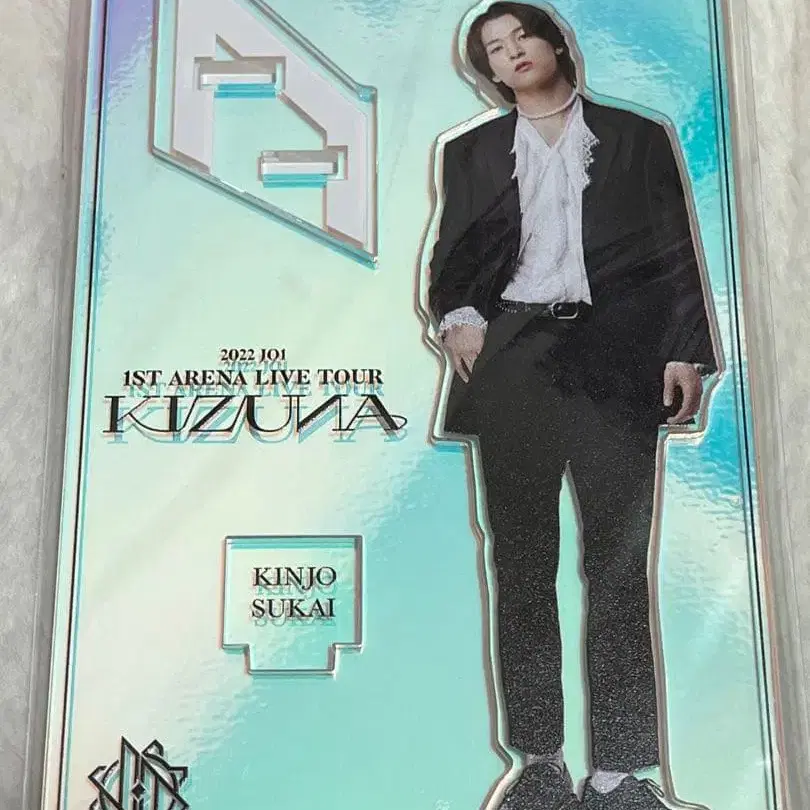 2022 JO1
1ST ARENA LIVE TOUR
KIZUNA
KINJO
SUKAI